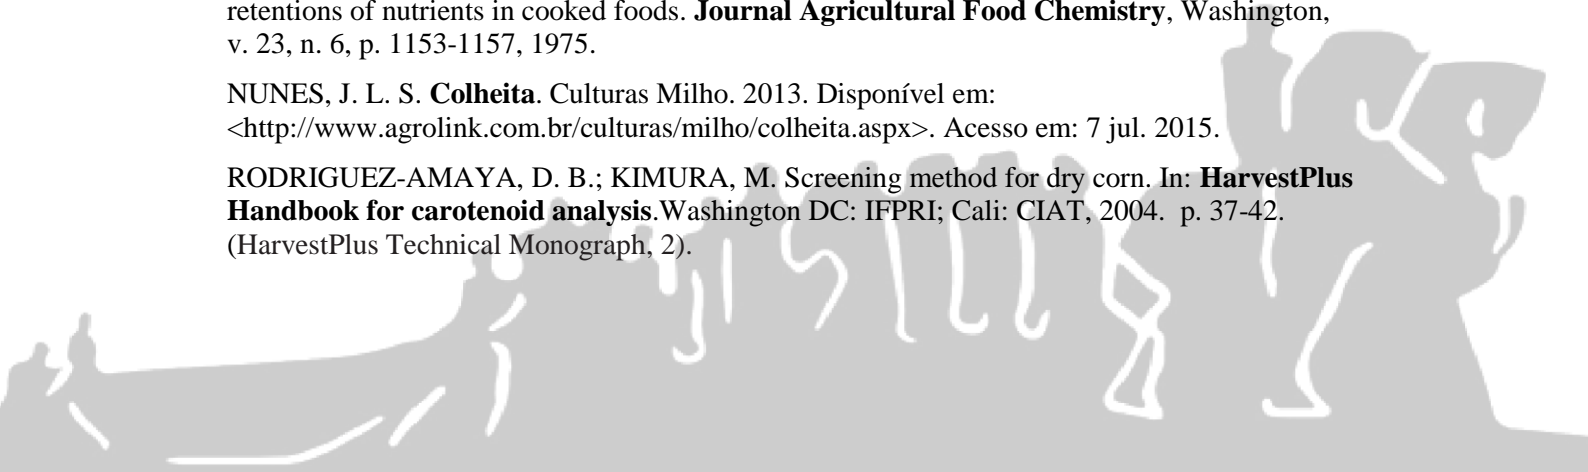 retentions of nutrients in cooked foods. Journal Agricultural Food Chemistry, Washington,
v. 23, n. 6, p. 1153-1157, 1975.
NUNES, J. L. S. Colheita. Culturas Milho. 2013. Disponível em:
<http://www.agrolink.com.br/culturas/milho/colheita.aspx>. Acesso em: 7 jul. 2015.
RODRIGUEZ-AMAYA, D. B.; KIMURA, M. Screening method for dry corn. In: HarvestPlus
Handbook for carotenoid analysis.Washington DC: IFPRI; Cali: CIAT, 2004. p. 37-42.
(HarvestPlus Technical Monograph, 2).